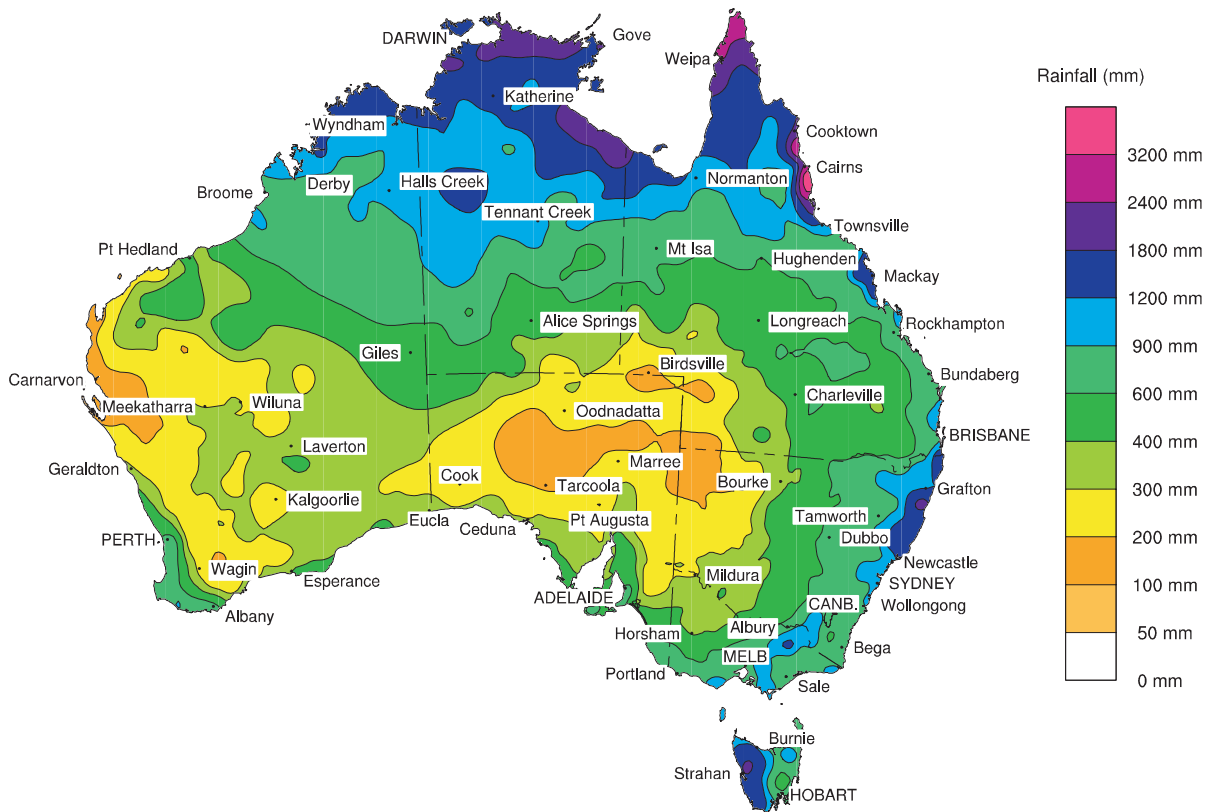 DARWIN
Gove
Weipa
Katherine
Wyndham
Cooktown
Cairns
Derby
Halls Creek
Normanton
Broome
Tennant Creek
Townsville
Pt Hedland
Mt Isa
Hughenden
Mackay
Alice Springs
Longreach
Rockhampton
Giles
Birdsville
Carnarvon
Bundaberg
Meekatharra
Wiluna
Oodnadatta
Charleville
BRISBANE
Laverton
Geraldton
Cook
Marree
Tarcoola
Bourke
Grafton
Kalgoorlie
Eucla
Ceduna
Pt Augusta
Tamworth
PERTH
Dubbo
Newcastle
Wagin
Esperance
Mildura
SYDNEY
ADELAIDE
CANB.
Wollongong
Albany
Horsham
Albury
Bega
Portland
MELB
Sale
Burnie
Strahan
HOBART
Rainfall (mm)
3200 mm
2400 mm
1800 mm
1200 mm
900 mm
600 mm
400 mm
300 mm
200 mm
100 mm
50 mm
0 mm